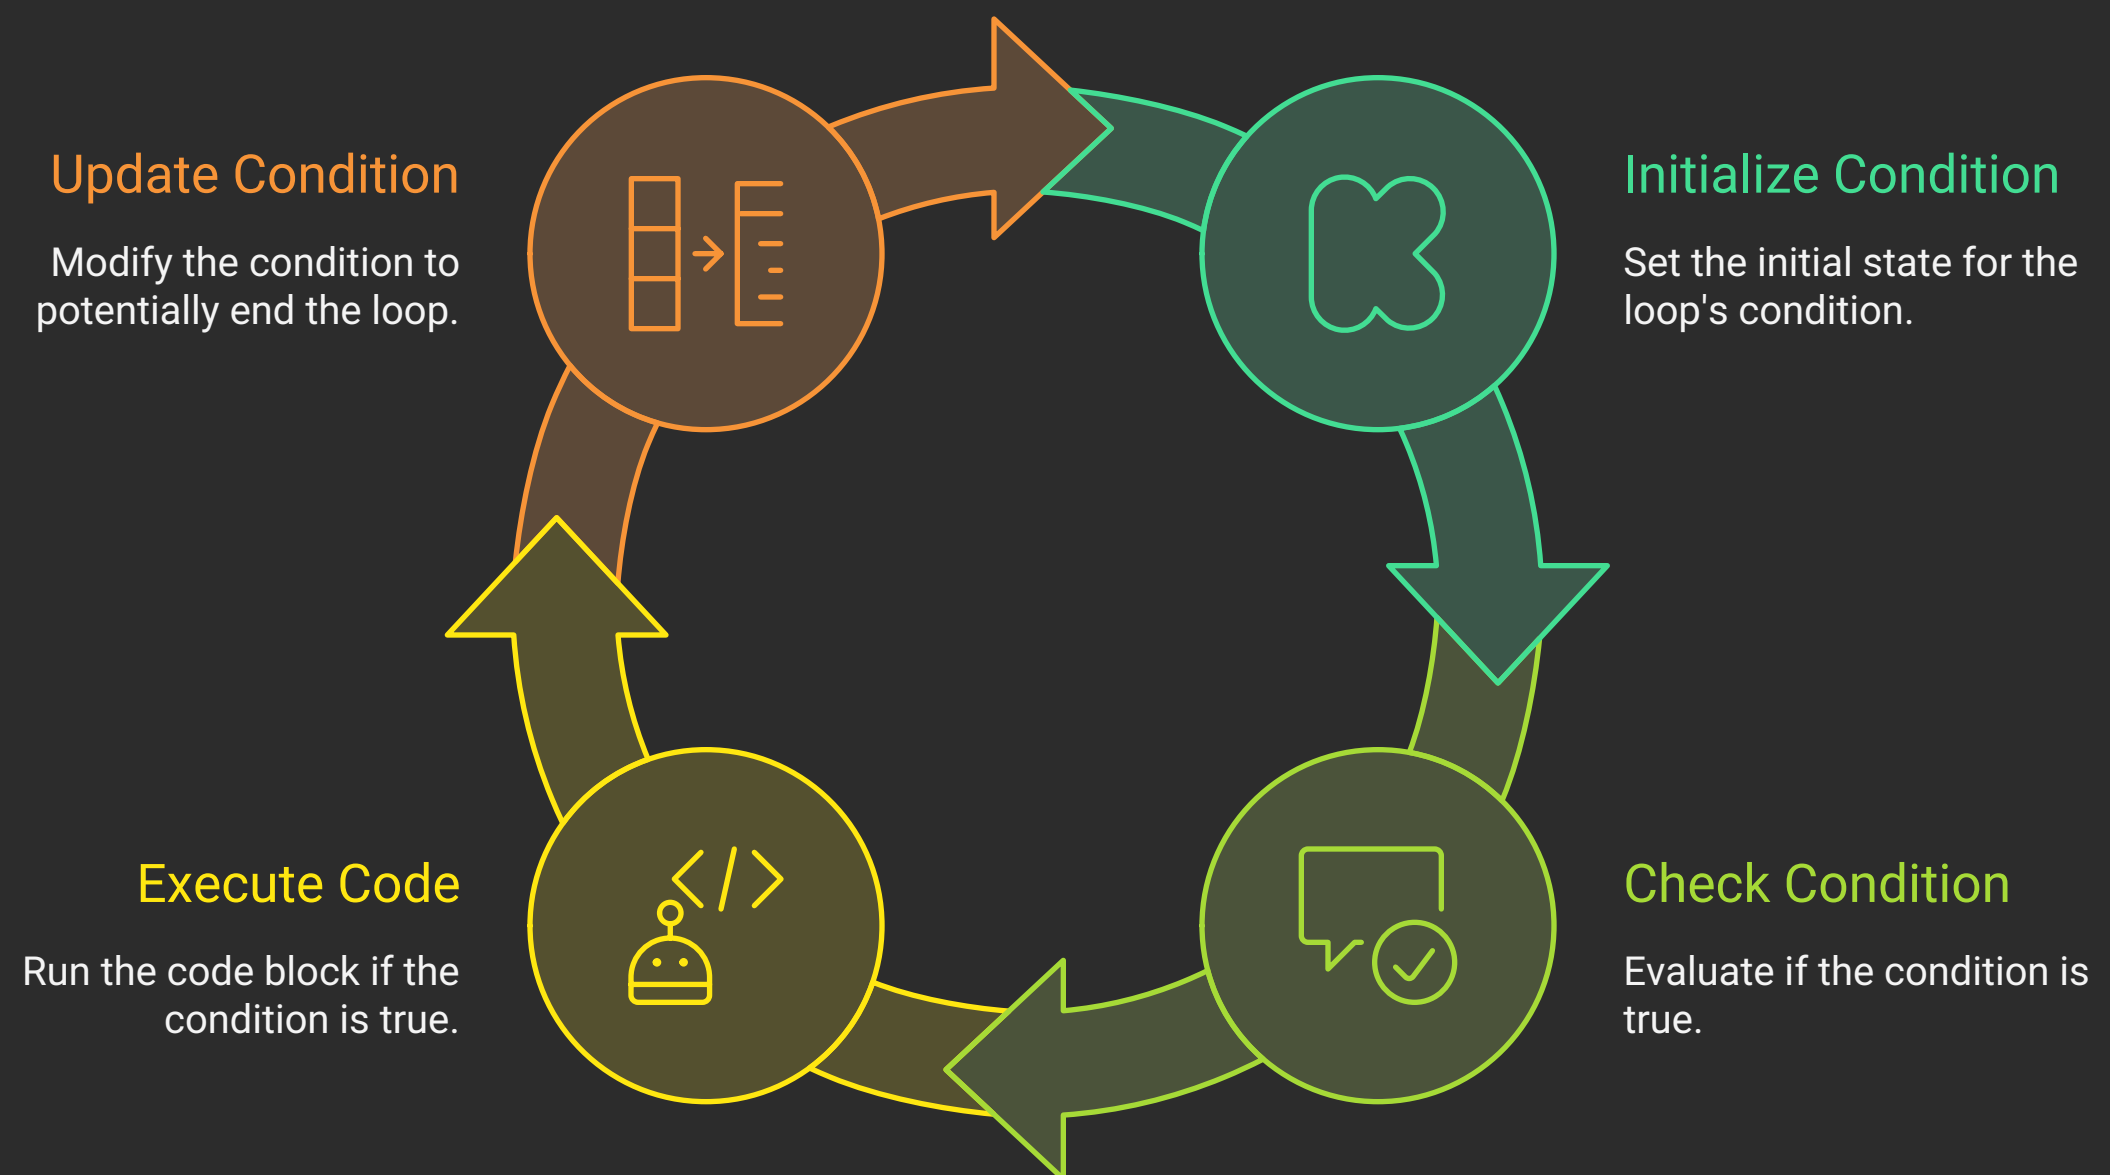 Update Condition
Modify the condition to
potentially end the loop.
Initialize Condition
Set the initial state for the
loop's condition.
Execute Code
Run the code block if the
condition is true.
Check Condition
Evaluate if the condition is
true.